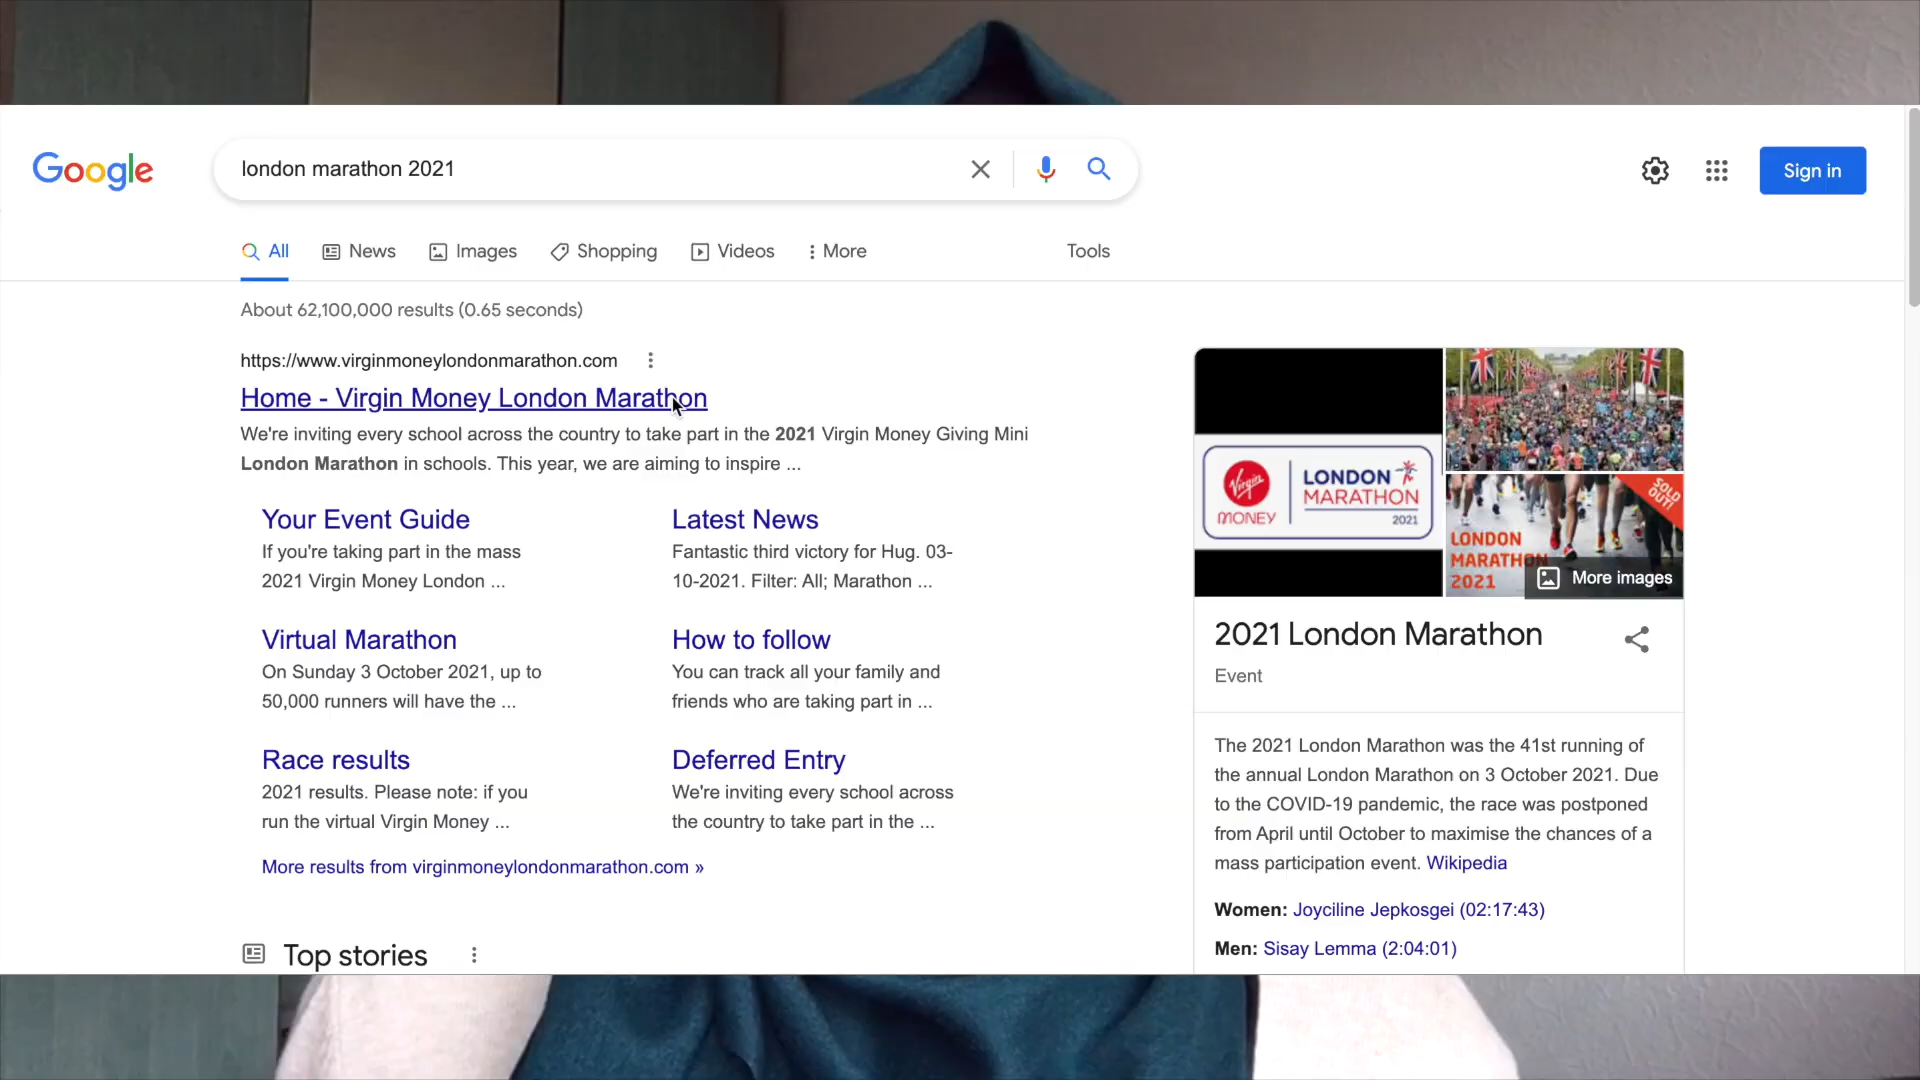 Google
london marathon 2021
Sign in
All
News
Images
Shopping
Videos
More
Tools
About 62,100,000 results (0.65 seconds)
https://www.virginmoneylondonmarathon.com
Home - Virgin Money London Marathon
We're inviting every school across the country to take part in the 2021 Virgin Money Giving Mini
London Marathon in schools. This year, we are aiming to inspire ...
Your Event Guide
If you're taking part in the mass
2021 Virgin Money London ...
Latest News
Fantastic third victory for Hug. 03-
10-2021. Filter: All; Marathon ...
Virtual Marathon
On Sunday 3 October 2021, up to
50,000 runners will have the ...
How to follow
You can track all your family and
friends who are taking part in ...
Race results
2021 results. Please note: if you
run the virtual Virgin Money ...
Deferred Entry
We're inviting every school across
the country to take part in the ...
More results from virginmoneylondonmarathon.com »
Top stories
Virgin
MONEY
LONDON
MARATHON
2021
SOLD
OUT!
LONDON
MARATHON
2021
More images
2021 London Marathon
Event
The 2021 London Marathon was the 41st running of
the annual London Marathon on 3 October 2021. Due
to the COVID-19 pandemic, the race was postponed
from April until October to maximise the chances of a
mass participation event. Wikipedia
Women: Joyciline Jepkosgei (02:17:43)
Men: Sisay Lemma (2:04:01)